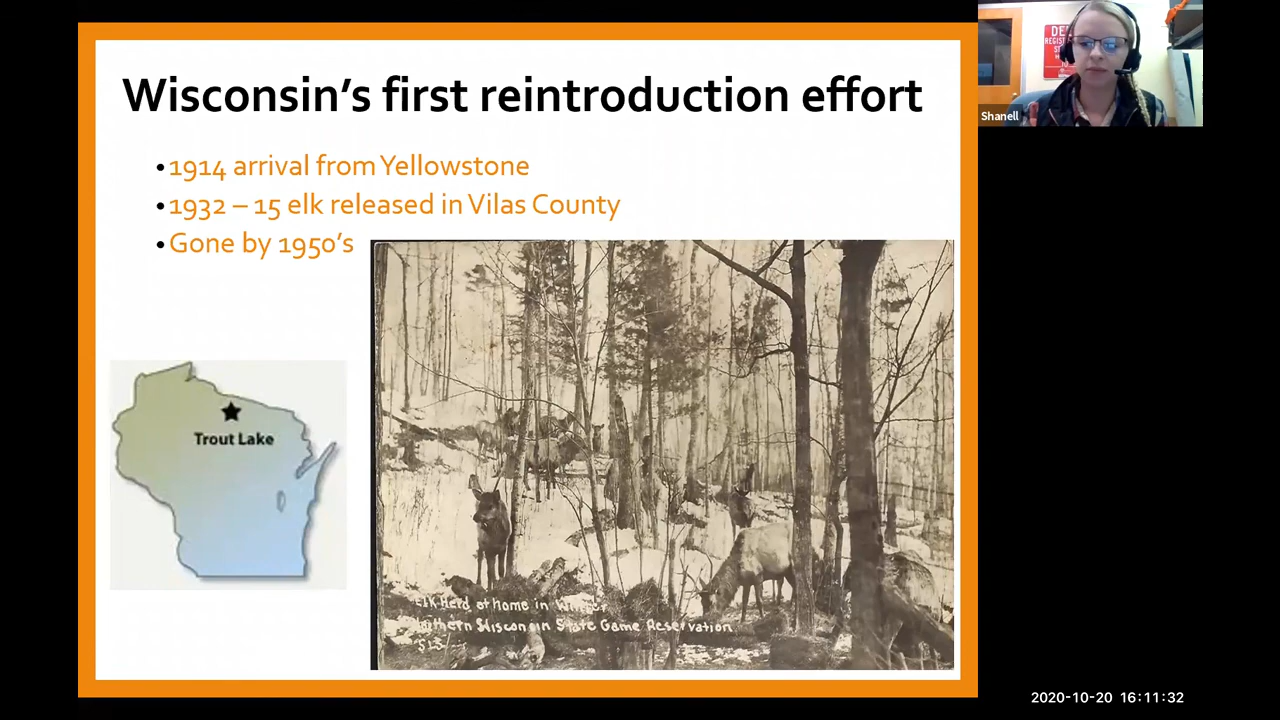 Wisconsin's first reintroduction effort
• 1914 arrival from Yellowstone
• 1932 – 15 elk released in Vilas County
• Gone by 1950's
Trout Lake
Elk Herd at home in Winter
Northern Wisconsin State Game Reservation
Shanell
2020-10-20 16:11:32